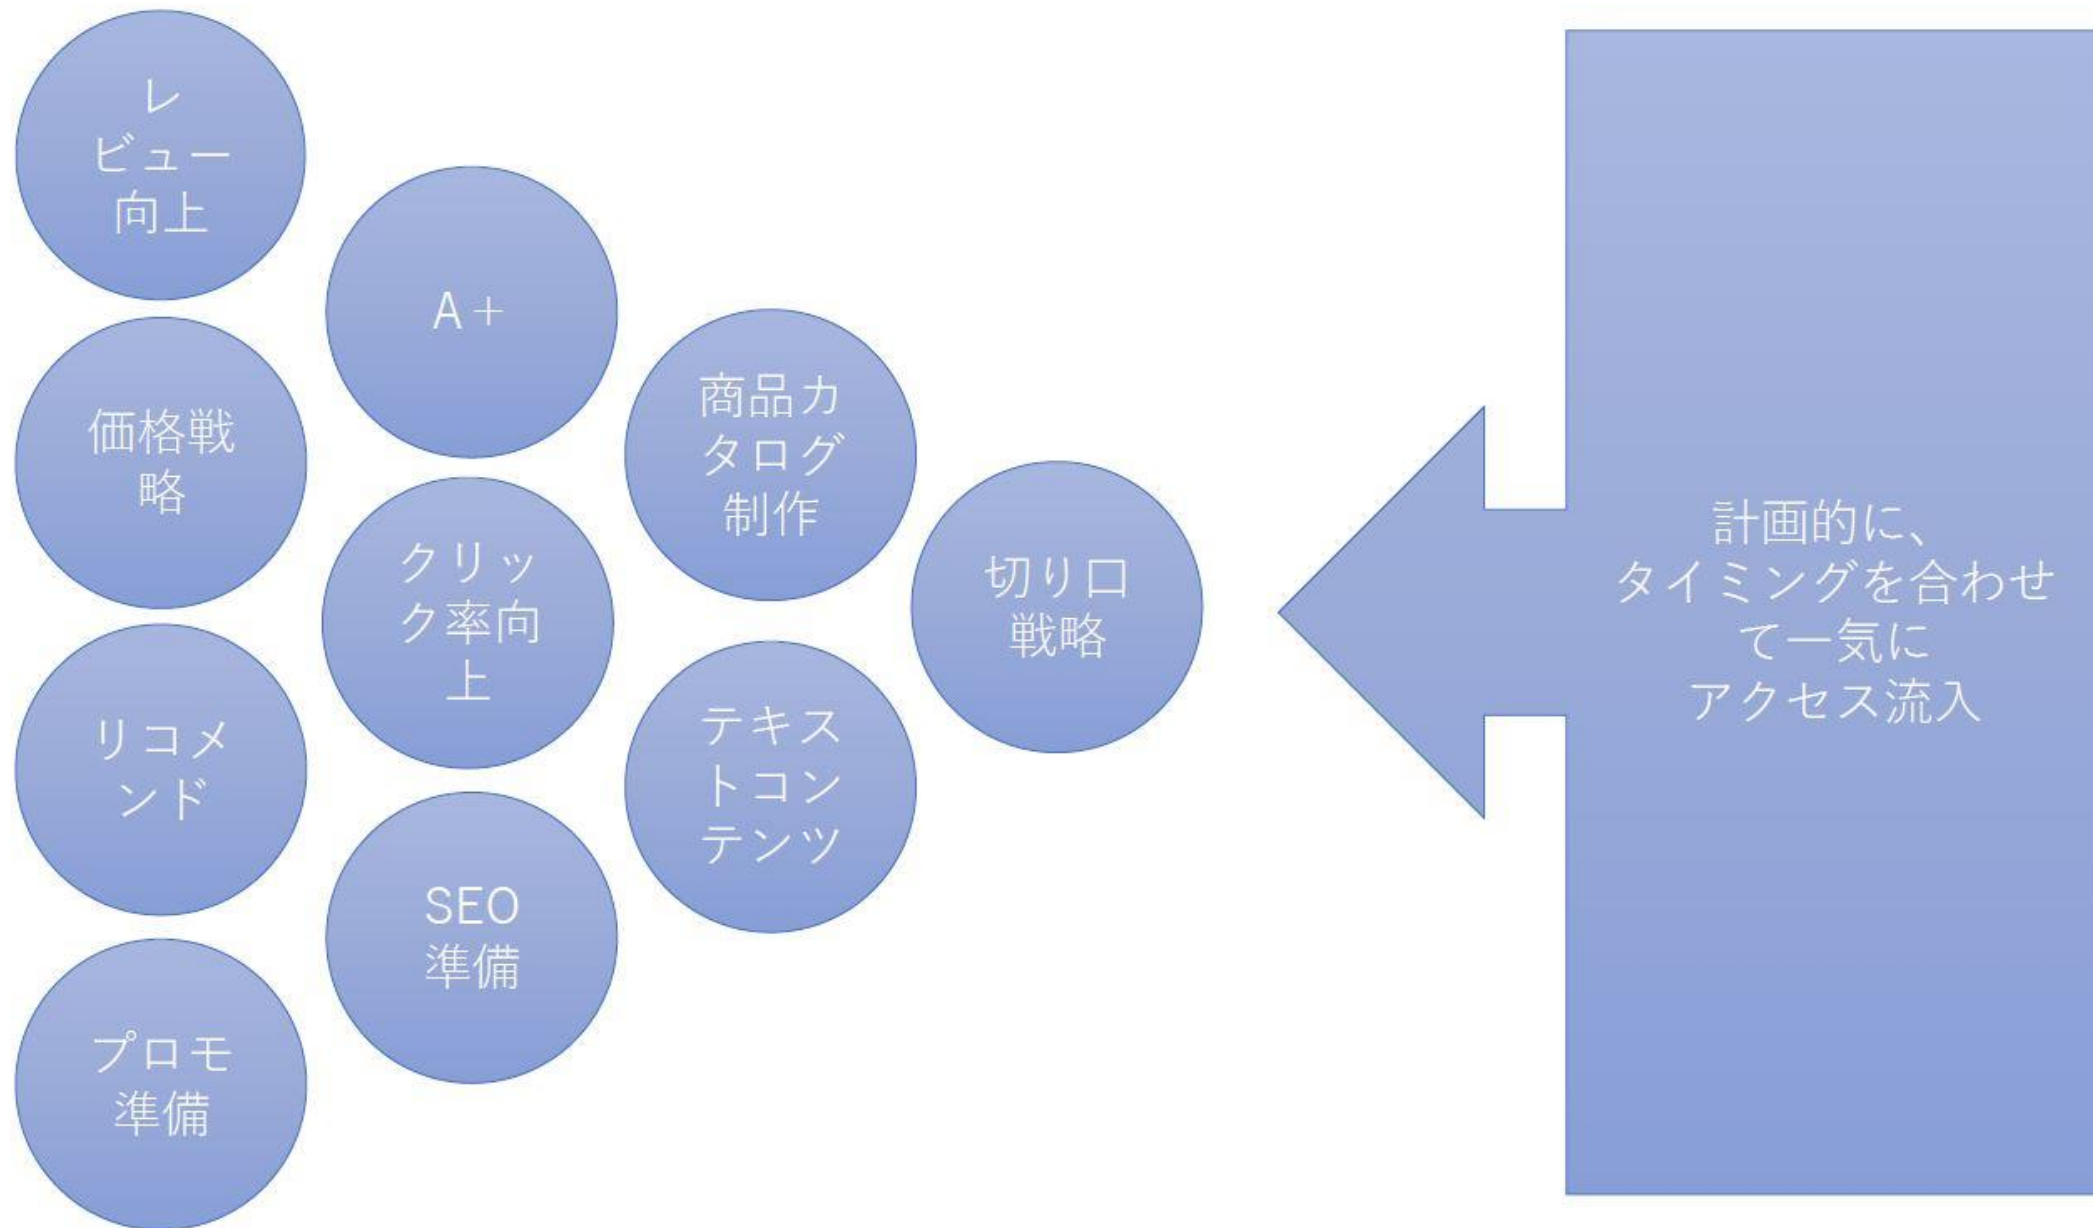 レ
ビュー
向上
価格戦
略
リコメ
ンド
プロモ
準備
A＋
クリッ
ク率向
上
SEO
準備
商品カ
タログ
制作
テキス
トコン
テンツ
切り口
戦略
計画的に、
タイミングを合わせ
て一気に
アクセス流入